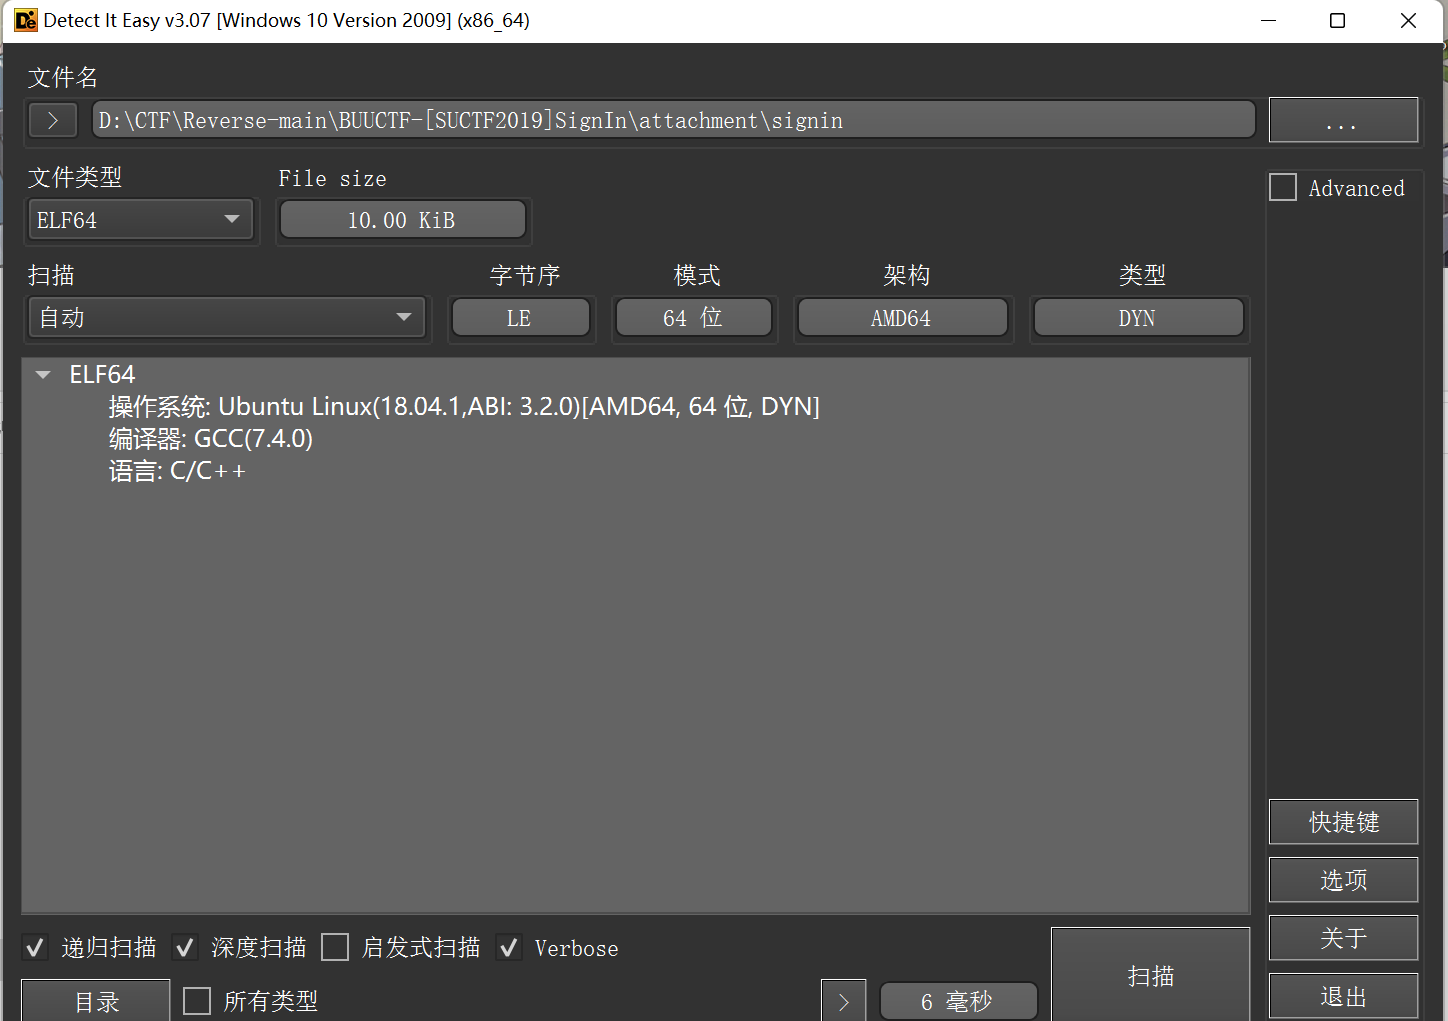 Detect It Easy v3.07 [Windows 10 Version 2009] (x86_64)
文件名
> D:\CTF\Reverse-main\BUUCTF-[SUCTF2019]SignIn\attachment\signin ...
文件类型 File size
ELF64 10.00 KiB Advanced
扫描 字节序 模式 架构 类型
自动 LE 64 位 AMD64 DYN
ELF64
操作系统: Ubuntu Linux(18.04.1,ABI: 3.2.0)[AMD64, 64 位, DYN]
编译器: GCC(7.4.0)
语言: C/C++
快捷键
选项
关于
退出
递归扫描 深度扫描 启发式扫描 Verbose
扫描
目录 所有类型 > 6 毫秒